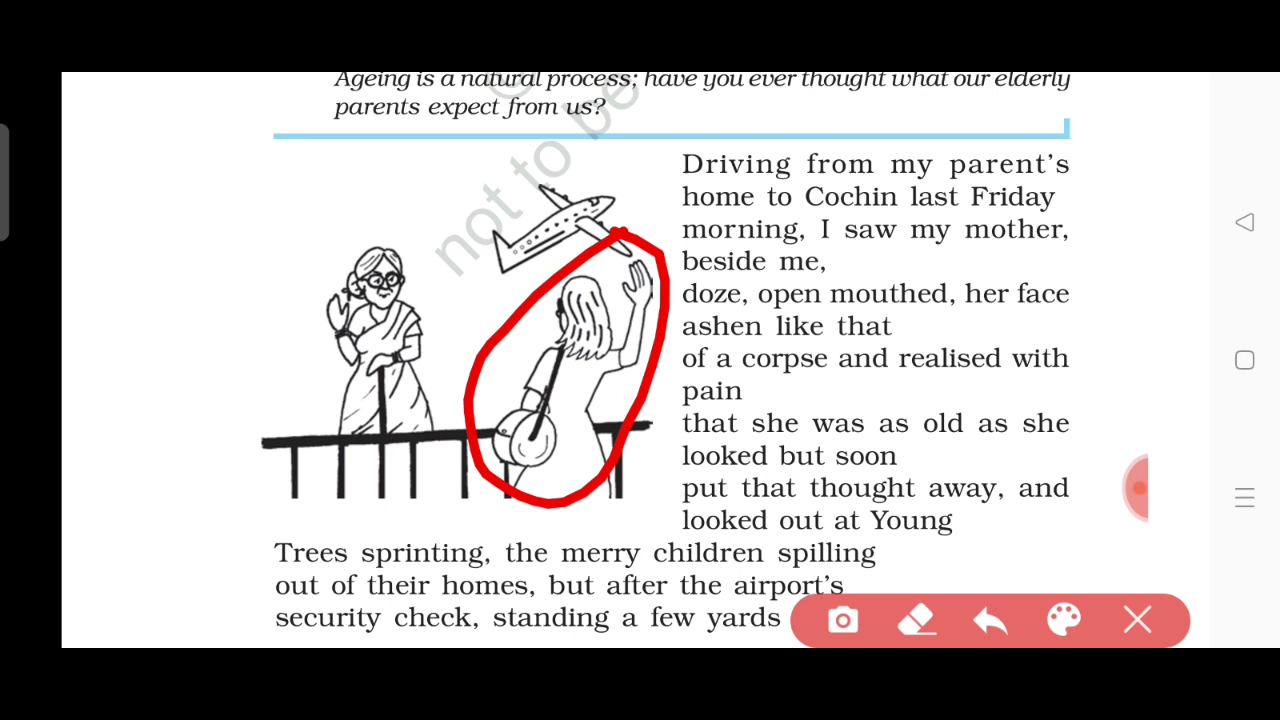 Ageing is a natural process; have you ever thought what our elderly
parents expect from us?
not to be
Driving from my parent's
home to Cochin last Friday
morning, I saw my mother,
beside me,
doze, open mouthed, her face
ashen like that
of a corpse and realised with
pain
that she was as old as she
looked but soon
put that thought away, and
looked out at Young
Trees sprinting, the merry children spilling
out of their homes, but after the airport's
security check, standing a few yards